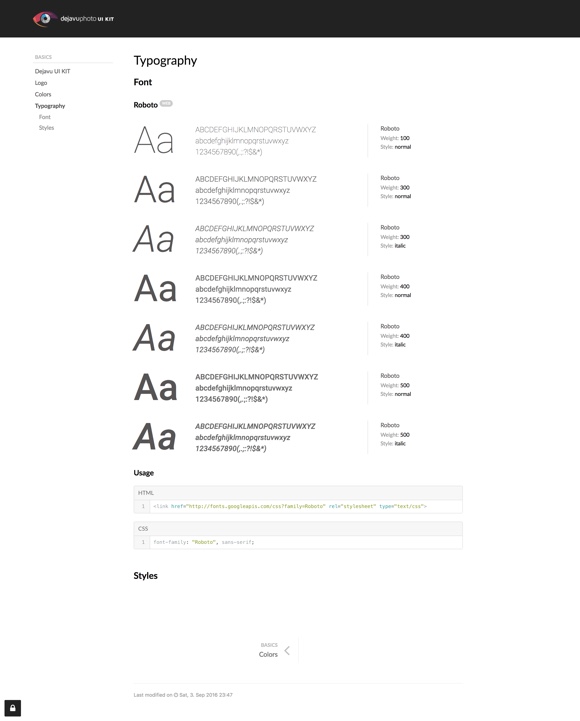 dejavuphoto UI KIT
BASICS
Dejavu UI KIT
Logo
Colors
Typography
Font
Styles
Typography
Font
Roboto
Aa
ABCDEFGHIJKLMNOPQRSTUVWXYZ
abcdefghijklmnopqrstuvwxyz
1234567890(,.;:?!$&*)
Roboto
Weight: 100
Style: normal
Aa
ABCDEFGHIJKLMNOPQRSTUVWXYZ
abcdefghijklmnopqrstuvwxyz
1234567890(,.;:?!$&*)
Roboto
Weight: 300
Style: normal
Aa
ABCDEFGHIJKLMNOPQRSTUVWXYZ
abcdefghijklmnopqrstuvwxyz
1234567890(,.;:?!$&*)
Roboto
Weight: 300
Style: italic
Aa
ABCDEFGHIJKLMNOPQRSTUVWXYZ
abcdefghijklmnopqrstuvwxyz
1234567890(,.;:?!$&*)
Roboto
Weight: 400
Style: normal
Aa
ABCDEFGHIJKLMNOPQRSTUVWXYZ
abcdefghijklmnopqrstuvwxyz
1234567890(,.;:?!$&*)
Roboto
Weight: 400
Style: italic
Aa
ABCDEFGHIJKLMNOPQRSTUVWXYZ
abcdefghijklmnopqrstuvwxyz
1234567890(,.;:?!$&*)
Roboto
Weight: 500
Style: normal
Aa
ABCDEFGHIJKLMNOPQRSTUVWXYZ
abcdefghijklmnopqrstuvwxyz
1234567890(,.;:?!$&*)
Roboto
Weight: 500
Style: italic
Usage
HTML
1 <link href="http://fonts.googleapis.com/css?family=Roboto" rel="stylesheet" type="text/css">
CSS
1 font-family: "Roboto", sans-serif;
Styles
BASICS
Colors
Last modified on Sat, 3. Sep 2016 23:47